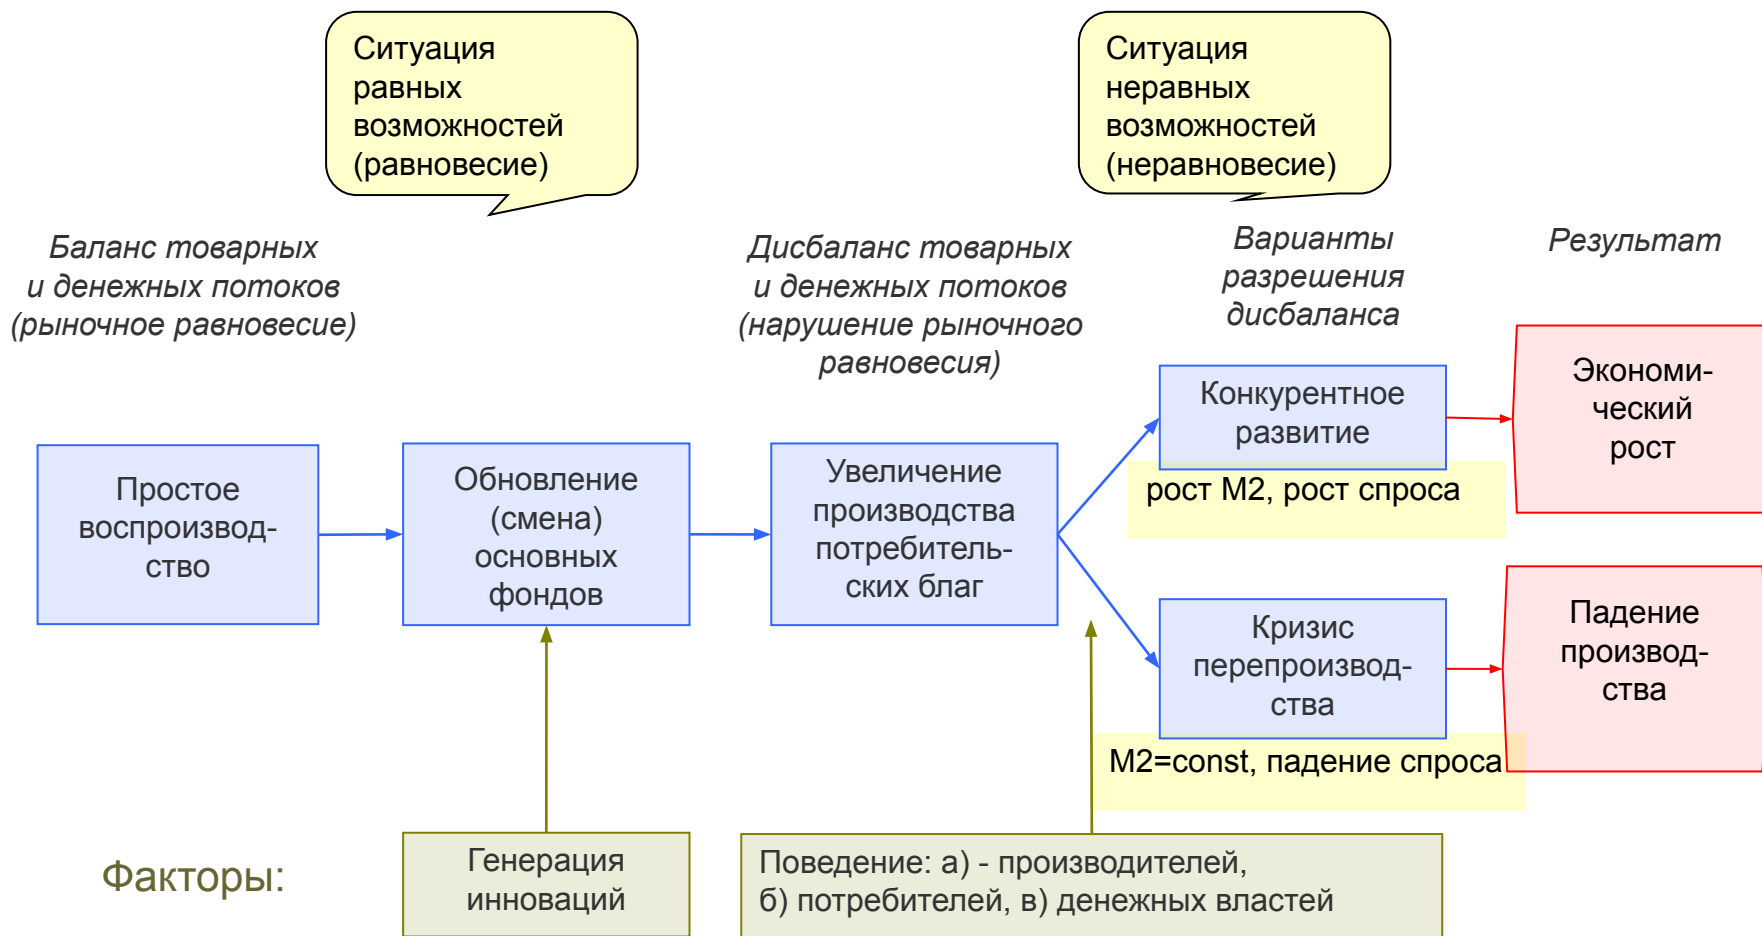 Ситуация
равных
возможностей
(равновесие)
Ситуация
неравных
возможностей
(неравновесие)
Баланс товарных
и денежных потоков
(рыночное равновесие)
Дисбаланс товарных
и денежных потоков
(нарушение рыночного
равновесия)
Варианты
разрешения
дисбаланса
Результат
Простое
воспроизвод-
ство
Обновление
(смена)
основных
фондов
Увеличение
производства
потребитель-
ских благ
Конкурентное
развитие
рост М2, рост спроса
Экономи-
ческий
рост
Кризис
перепроизвод-
ства
М2=const, падение спроса
Падение
производ-
ства
Факторы:
Генерация
инноваций
Поведение: а) - производителей,
б) потребителей, в) денежных властей